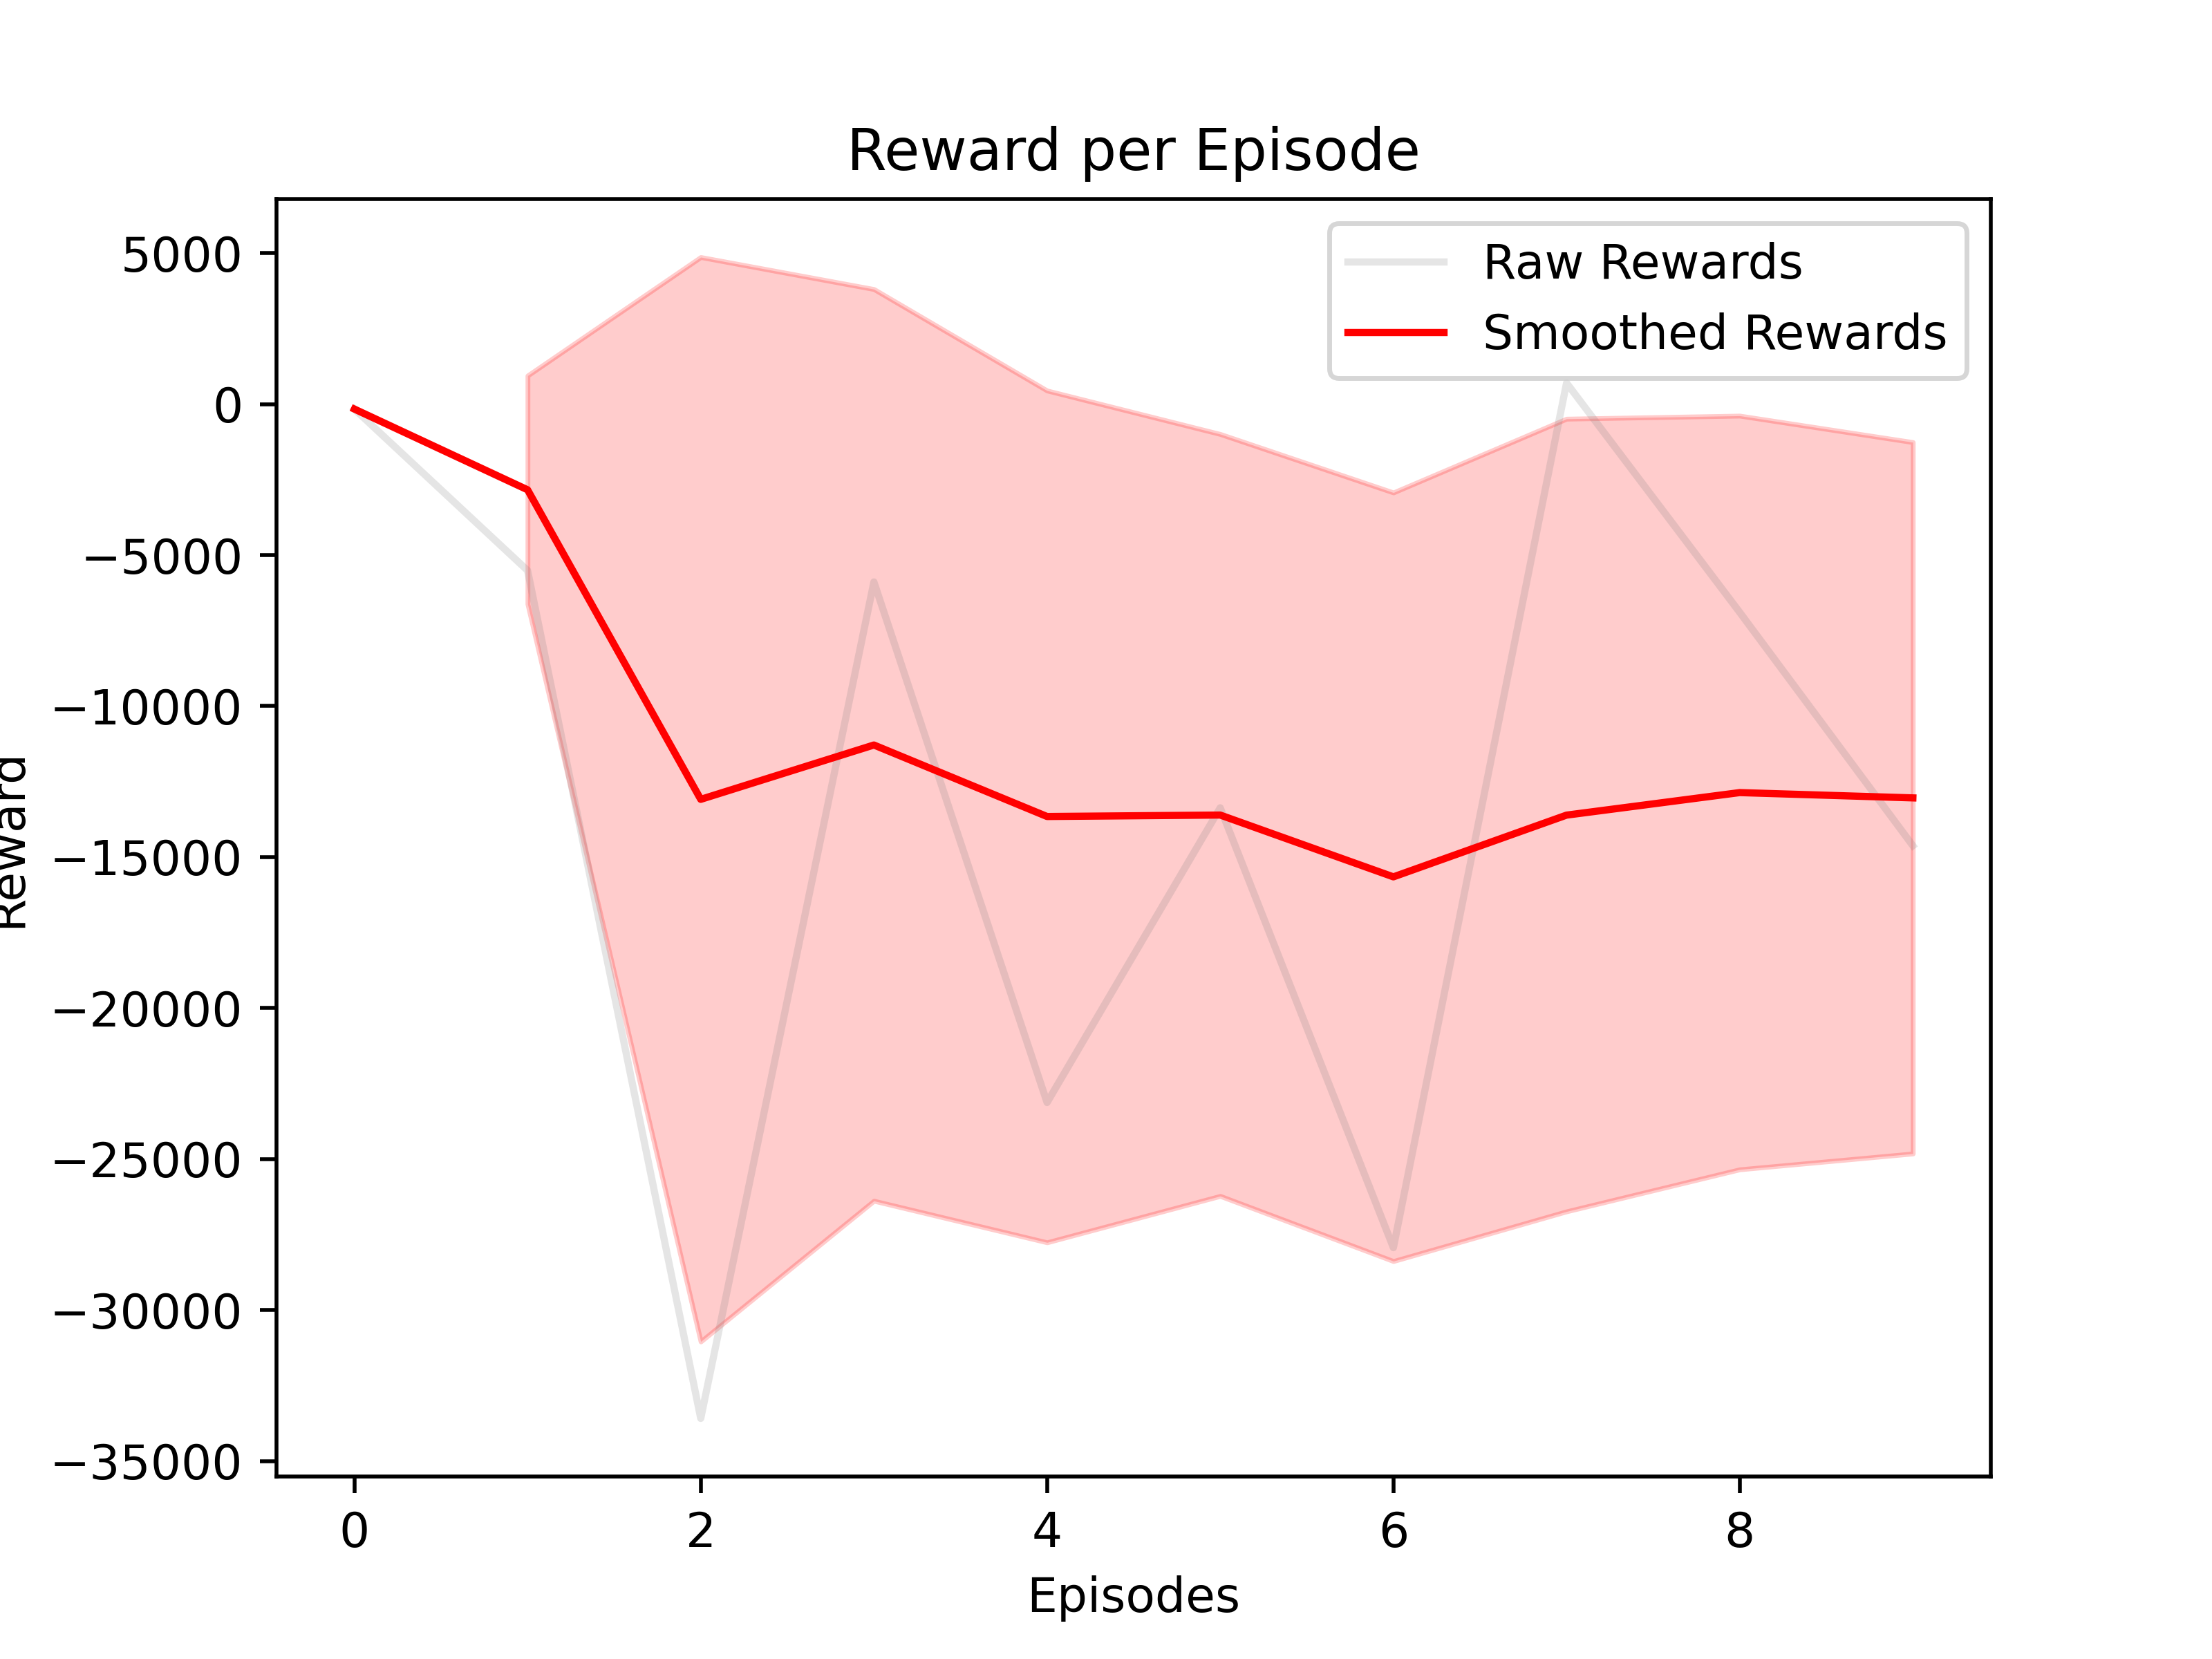 Reward per Episode
Raw Rewards
Smoothed Rewards
5000
0
−5000
−10000
−15000
−20000
−25000
−30000
−35000
Reward
0 2 4 6 8
Episodes